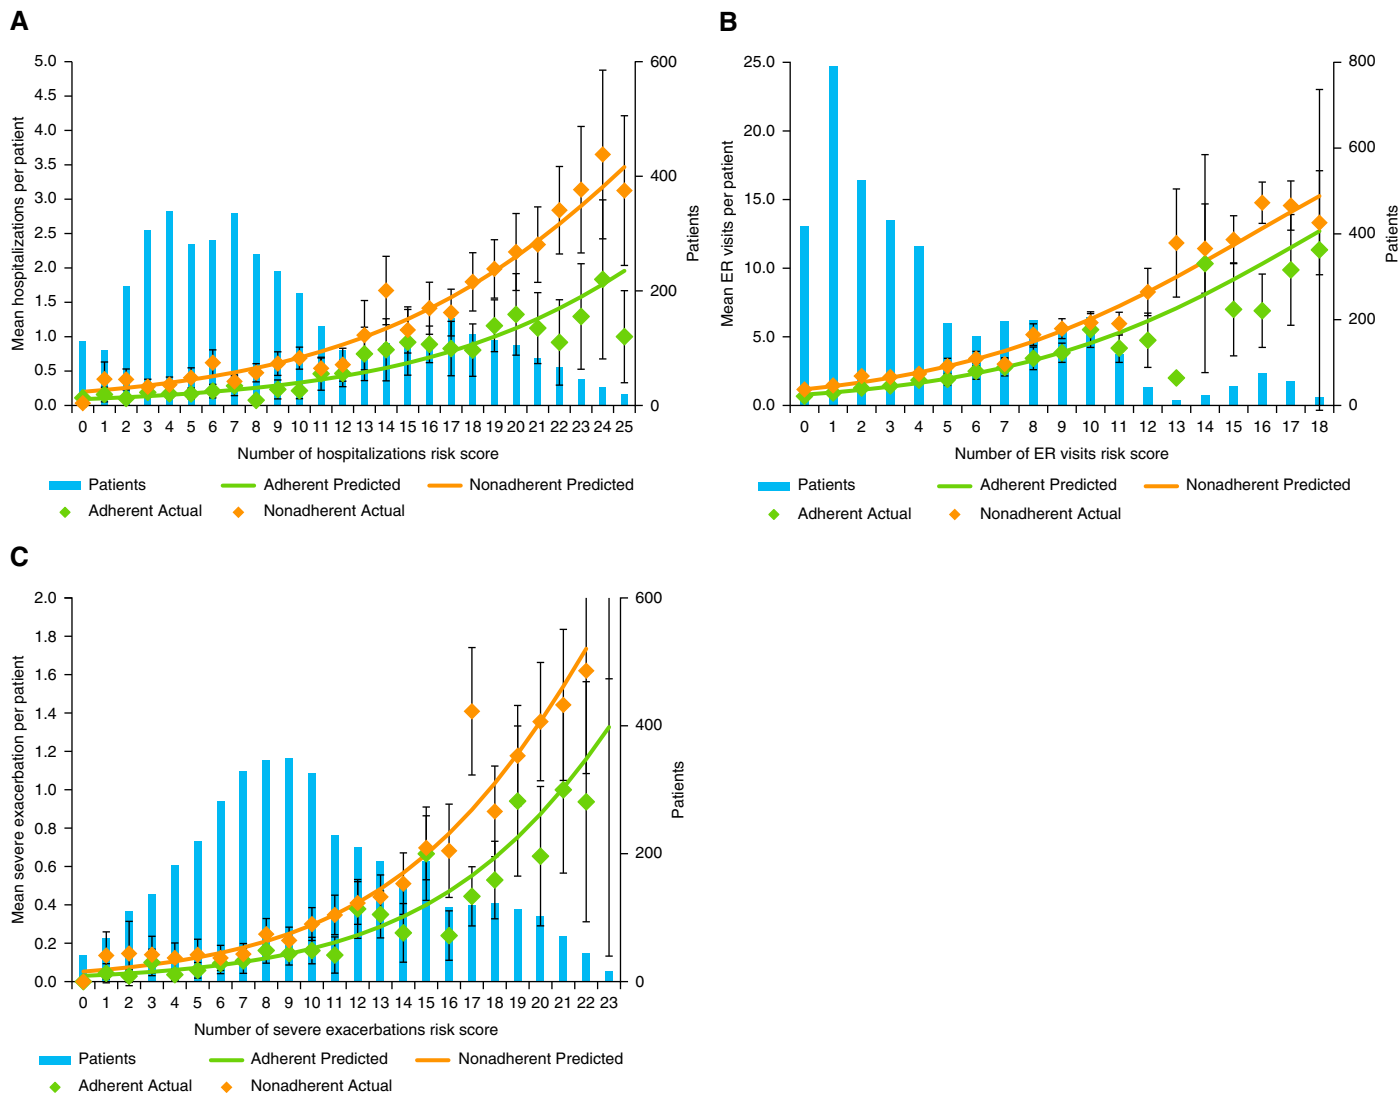 A
Mean hospitalizations per patient
5.0
4.5
4.0
3.5
3.0
2.5
2.0
1.5
1.0
0.5
0.0
600
400
200
0
Patients
0 1 2 3 4 5 6 7 8 9 10 11 12 13 14 15 16 17 18 19 20 21 22 23 24 25
Number of hospitalizations risk score
Patients Adherent Predicted Nonadherent Predicted
Adherent Actual Nonadherent Actual
B
Mean ER visits per patient
25.0
20.0
15.0
10.0
5.0
0.0
800
600
400
200
0
Patients
0 1 2 3 4 5 6 7 8 9 10 11 12 13 14 15 16 17 18
Number of ER visits risk score
Patients Adherent Predicted Nonadherent Predicted
Adherent Actual Nonadherent Actual
C
Mean severe exacerbation per patient
2.0
1.8
1.6
1.4
1.2
1.0
0.8
0.6
0.4
0.2
0.0
600
400
200
0
Patients
0 1 2 3 4 5 6 7 8 9 10 11 12 13 14 15 16 17 18 19 20 21 22 23
Number of severe exacerbations risk score
Patients Adherent Predicted Nonadherent Predicted
Adherent Actual Nonadherent Actual